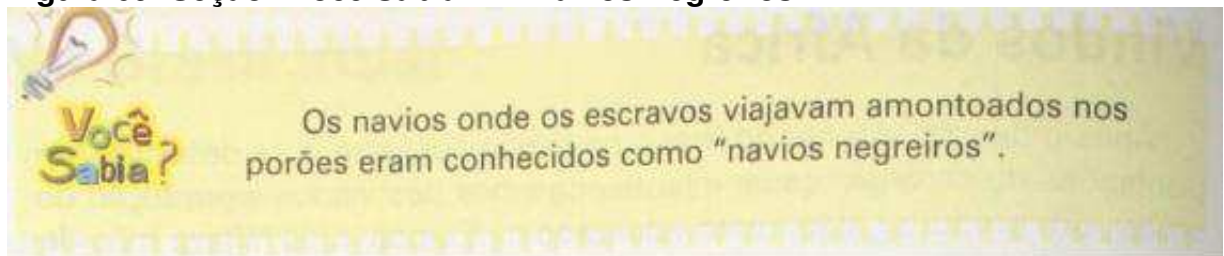 Você
Sabia?
Os navios onde os escravos viajavam amontoados nos
porões eram conhecidos como "navios negreiros".